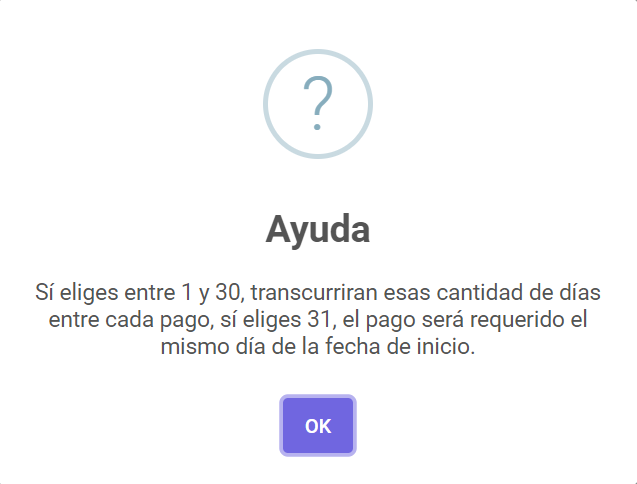 ?
Ayuda
Sí eliges entre 1 y 30, transcurriran esas cantidad de días
entre cada pago, sí eliges 31, el pago será requerido el
mismo día de la fecha de inicio.
OK